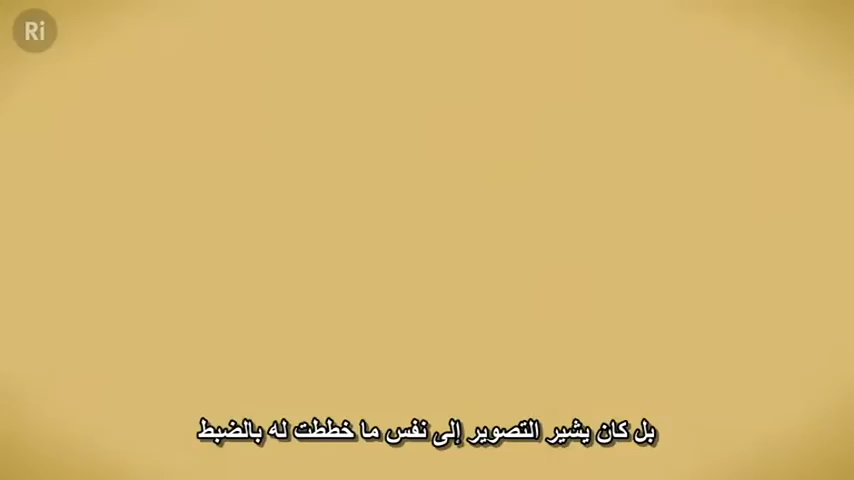 Ri
بل كان يشير التصوير إلى نفس ما خططت له بالضبط